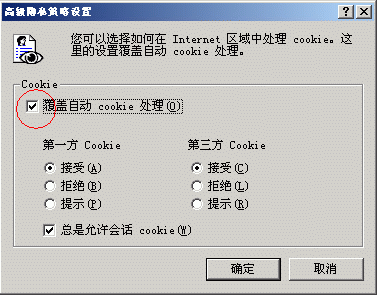 高级隐私策略设置
您可以选择如何在 Internet 区域中处理 cookie。这
里的设置覆盖自动 cookie 处理。
Cookie
覆盖自动 cookie 处理(O)
第一方 Cookie 第三方 Cookie
接受(A) 接受(C)
拒绝(B) 拒绝(L)
提示(P) 提示(R)
总是允许会话 cookie(W)
确定 取消